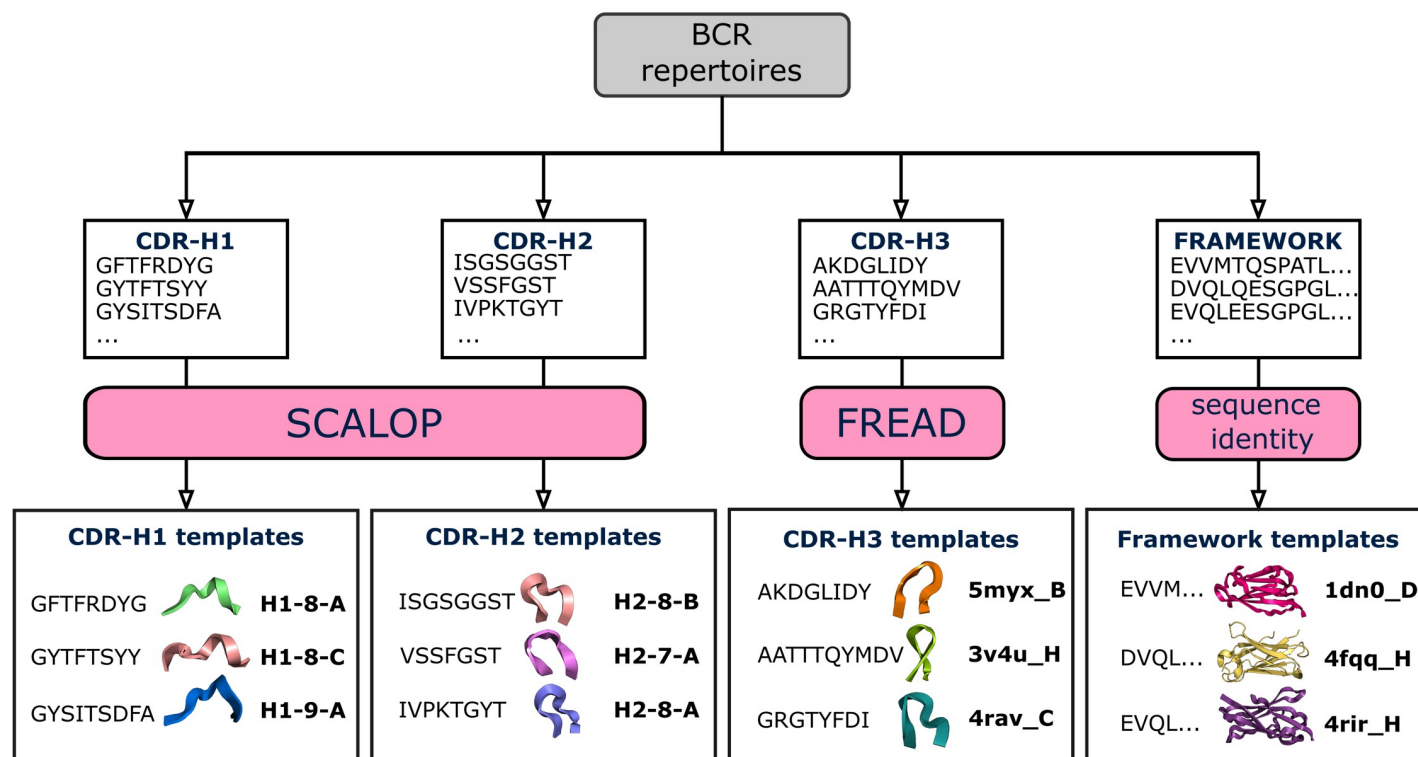 BCR
repertoires
CDR-H1
GFTFRDYG
GYTFTSYY
GYSITSDFA
...
CDR-H2
ISGSGGST
VSSFGST
IVPKTGYT
...
CDR-H3
AKDGLIDY
AATTTQYMDV
GRGTYFDI
...
FRAMEWORK
EVVMTQSPATL...
DVQLQESGPGL...
EVQLEESGPGL...
...
SCALOP
FREAD
sequence
identity
CDR-H1 templates
GFTFRDYG H1-8-A
GYTFTSYY H1-8-C
GYSITSDFA H1-9-A
CDR-H2 templates
ISGSGGST H2-8-B
VSSFGST H2-7-A
IVPKTGYT H2-8-A
CDR-H3 templates
AKDGLIDY 5myx_B
AATTTQYMDV 3v4u_H
GRGTYFDI 4rav_C
Framework templates
EVVM... 1dn0_D
DVQL... 4fqq_H
EVQL... 4rir_H